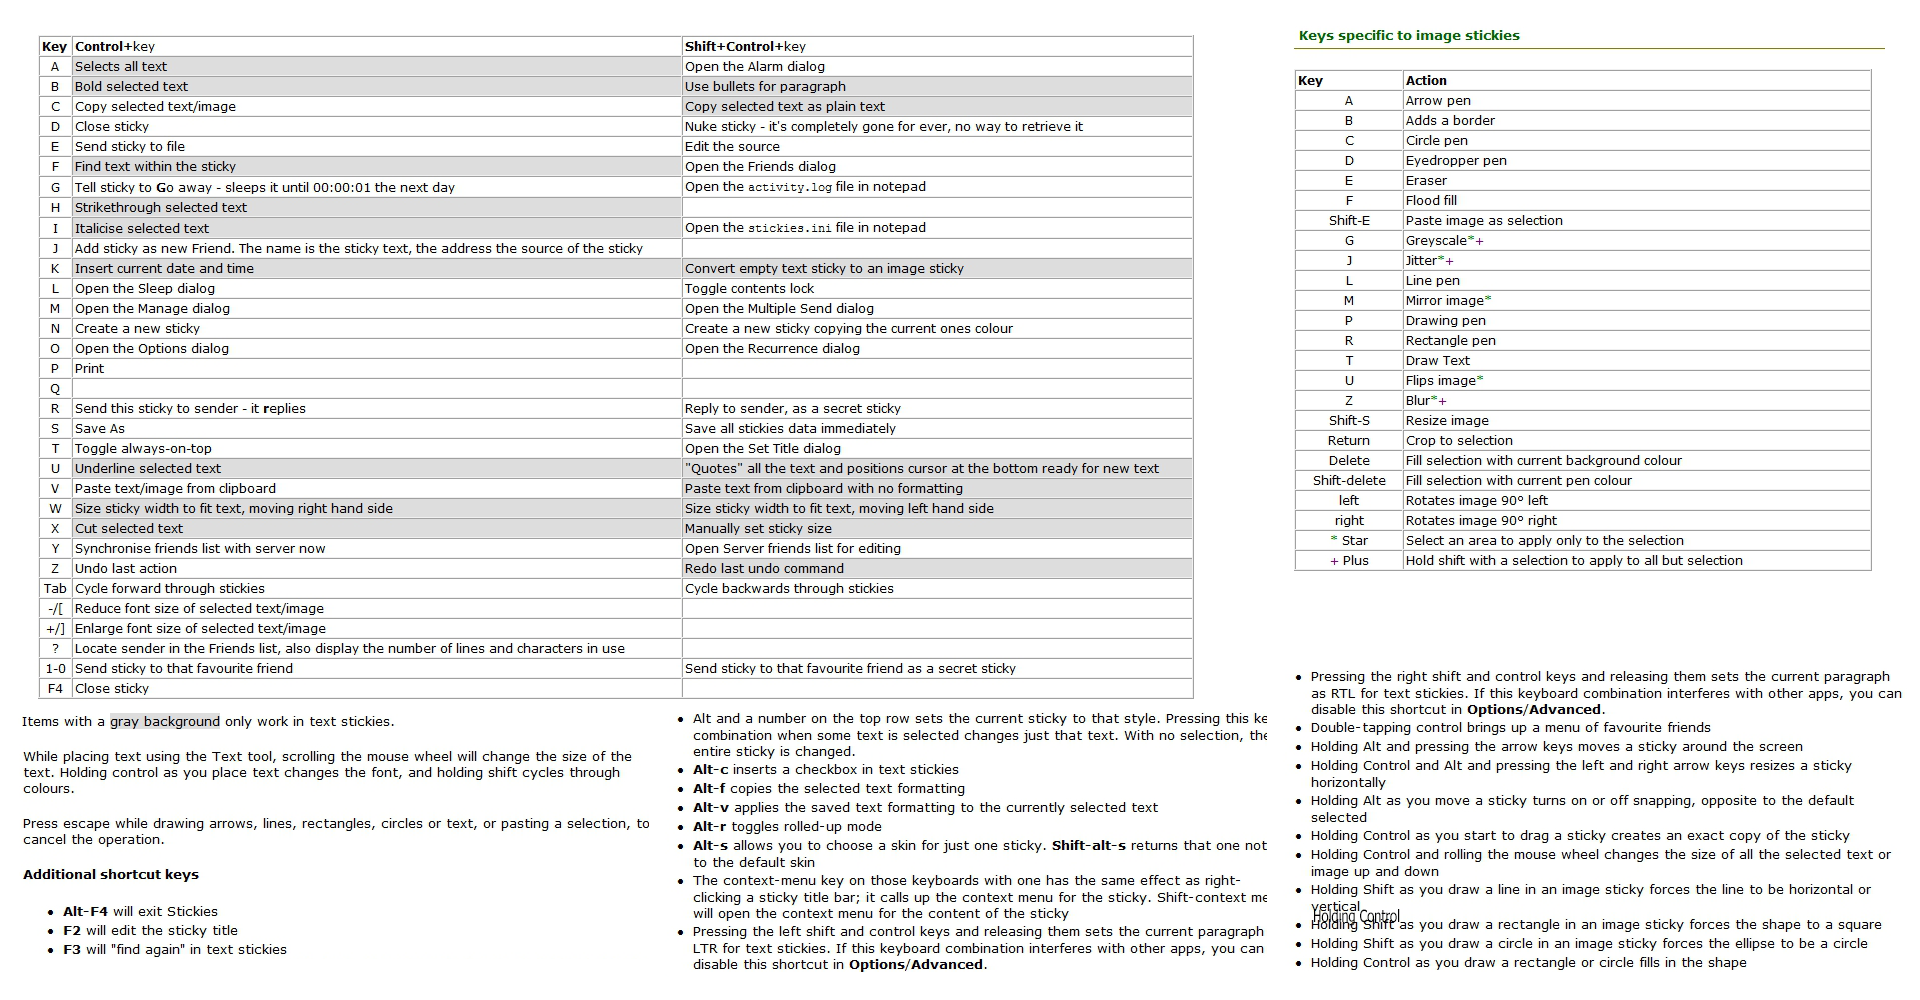 Key Control+key Shift+Control+key
A Selects all text Open the Alarm dialog
B Bold selected text Use bullets for paragraph
C Copy selected text/image Copy selected text as plain text
D Close sticky Nuke sticky - it's completely gone for ever, no way to retrieve it
E Send sticky to file Edit the source
F Find text within the sticky Open the Friends dialog
G Tell sticky to Go away - sleeps it until 00:00:01 the next day Open the activity.log file in notepad
H Strikethrough selected text
I Italicise selected text Open the stickies.ini file in notepad
J Add sticky as new Friend. The name is the sticky text, the address the source of the sticky
K Insert current date and time Convert empty text sticky to an image sticky
L Open the Sleep dialog Toggle contents lock
M Open the Manage dialog Open the Multiple Send dialog
N Create a new sticky Create a new sticky copying the current ones colour
O Open the Options dialog Open the Recurrence dialog
P Print
Q
R Send this sticky to sender - it replies Reply to sender, as a secret sticky
S Save As Save all stickies data immediately
T Toggle always-on-top Open the Set Title dialog
U Underline selected text "Quotes" all the text and positions cursor at the bottom ready for new text
V Paste text/image from clipboard Paste text from clipboard with no formatting
W Size sticky width to fit text, moving right hand side Size sticky width to fit text, moving left hand side
X Cut selected text Manually set sticky size
Y Synchronise friends list with server now Open Server friends list for editing
Z Undo last action Redo last undo command
Tab Cycle forward through stickies Cycle backwards through stickies
-/[ Reduce font size of selected text/image
+/] Enlarge font size of selected text/image
? Locate sender in the Friends list, also display the number of lines and characters in use
1-0 Send sticky to that favourite friend Send sticky to that favourite friend as a secret sticky
F4 Close sticky
Items with a gray background only work in text stickies.
While placing text using the Text tool, scrolling the mouse wheel will change the size of the
text. Holding control as you place text changes the font, and holding shift cycles through
colours.
Press escape while drawing arrows, lines, rectangles, circles or text, or pasting a selection, to
cancel the operation.
Additional shortcut keys
• Alt-F4 will exit Stickies
• F2 will edit the sticky title
• F3 will "find again" in text stickies
• Alt and a number on the top row sets the current sticky to that style. Pressing this ke
combination when some text is selected changes just that text. With no selection, the
entire sticky is changed.
• Alt-c inserts a checkbox in text stickies
• Alt-f copies the selected text formatting
• Alt-v applies the saved text formatting to the currently selected text
• Alt-r toggles rolled-up mode
• Alt-s allows you to choose a skin for just one sticky. Shift-alt-s returns that one not
to the default skin
• The context-menu key on those keyboards with one has the same effect as right-
clicking a sticky title bar; it calls up the context menu for the sticky. Shift-context me
will open the context menu for the content of the sticky
• Pressing the left shift and control keys and releasing them sets the current paragraph
LTR for text stickies. If this keyboard combination interferes with other apps, you can
disable this shortcut in Options/Advanced.
Keys specific to image stickies
Key Action
A Arrow pen
B Adds a border
C Circle pen
D Eyedropper pen
E Eraser
F Flood fill
Shift-E Paste image as selection
G Greyscale*+
J Jitter*+
L Line pen
M Mirror image*
P Drawing pen
R Rectangle pen
T Draw Text
U Flips image*
Z Blur*+
Shift-S Resize image
Return Crop to selection
Delete Fill selection with current background colour
Shift-delete Fill selection with current pen colour
left Rotates image 90° left
right Rotates image 90° right
* Star Select an area to apply only to the selection
+ Plus Hold shift with a selection to apply to all but selection
• Pressing the right shift and control keys and releasing them sets the current paragraph
as RTL for text stickies. If this keyboard combination interferes with other apps, you can
disable this shortcut in Options/Advanced.
• Double-tapping control brings up a menu of favourite friends
• Holding Alt and pressing the arrow keys moves a sticky around the screen
• Holding Control and Alt and pressing the left and right arrow keys resizes a sticky
horizontally
• Holding Alt as you move a sticky turns on or off snapping, opposite to the default
selected
• Holding Control as you start to drag a sticky creates an exact copy of the sticky
• Holding Control and rolling the mouse wheel changes the size of all the selected text or
image up and down
• Holding Shift as you draw a line in an image sticky forces the line to be horizontal or
vertical
Holding Control
• Holding Shift as you draw a rectangle in an image sticky forces the shape to a square
• Holding Shift as you draw a circle in an image sticky forces the ellipse to be a circle
• Holding Control as you draw a rectangle or circle fills in the shape